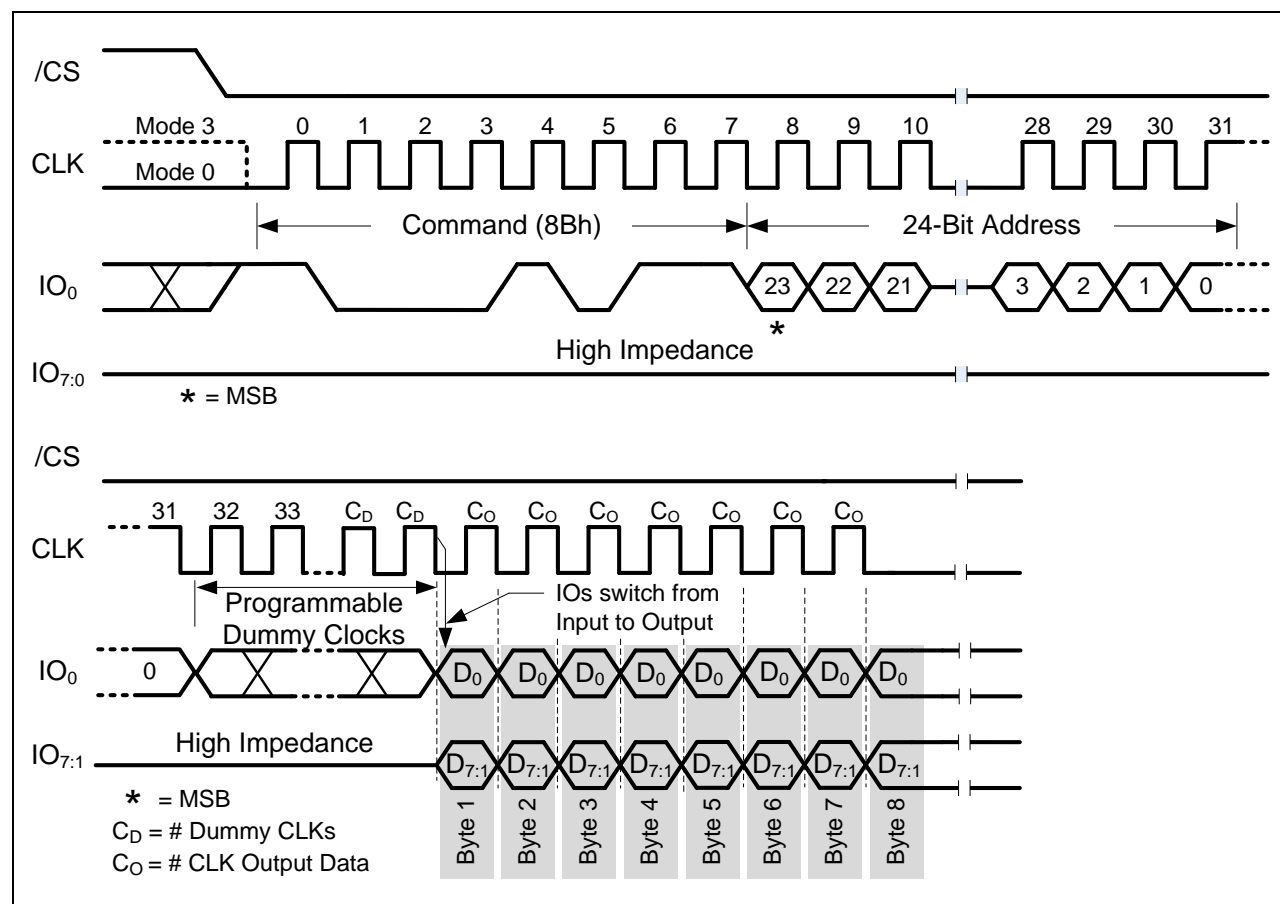 /CS
Mode 3
0 1 2 3 4 5 6 7 8 9 10 28 29 30 31
CLK
Mode 0
Command (8Bh)
24-Bit Address
IO0
23 22 21 3 2 1 0
*
High Impedance
IO7:0
* = MSB
/CS
31 32 33 CD CD CO CO CO CO CO CO CO
CLK
Programmable
Dummy Clocks
IOs switch from
Input to Output
IO0
0 D0 D0 D0 D0 D0 D0 D0 D0
High Impedance
IO7:1
D7:1 D7:1 D7:1 D7:1 D7:1 D7:1 D7:1 D7:1
Byte 1
Byte 2
Byte 3
Byte 4
Byte 5
Byte 6
Byte 7
Byte 8
* = MSB
CD = # Dummy CLKs
CO = # CLK Output Data